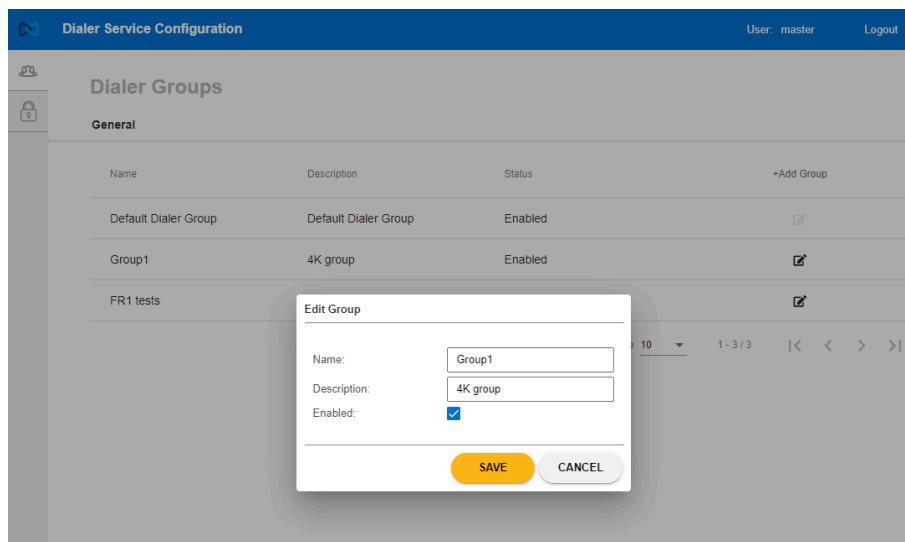 Dialer Service Configuration User: master Logout
Dialer Groups
General
Name Description Status +Add Group
Default Dialer Group Default Dialer Group Enabled
Group1 4K group Enabled
FR1 tests
10 1 - 3 / 3
Edit Group
Name: Group1
Description: 4K group
Enabled:
SAVE CANCEL